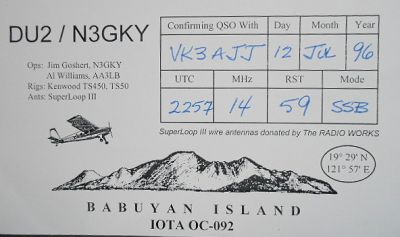 DU2 / N3GKY
Ops: Jim Goshert, N3GKY
Al Williams, AA3LB
Rigs: Kenwood TS450, TS50
Ants: SuperLoop III
Confirming QSO With Day Month Year
VK3AJJ 12 JUL 96
UTC MHz RST Mode
2257 14 59 SSB
SuperLoop III wire antennas donated by The RADIO WORKS
19° 29' N
121° 57' E
BABUYAN ISLAND
IOTA OC-092